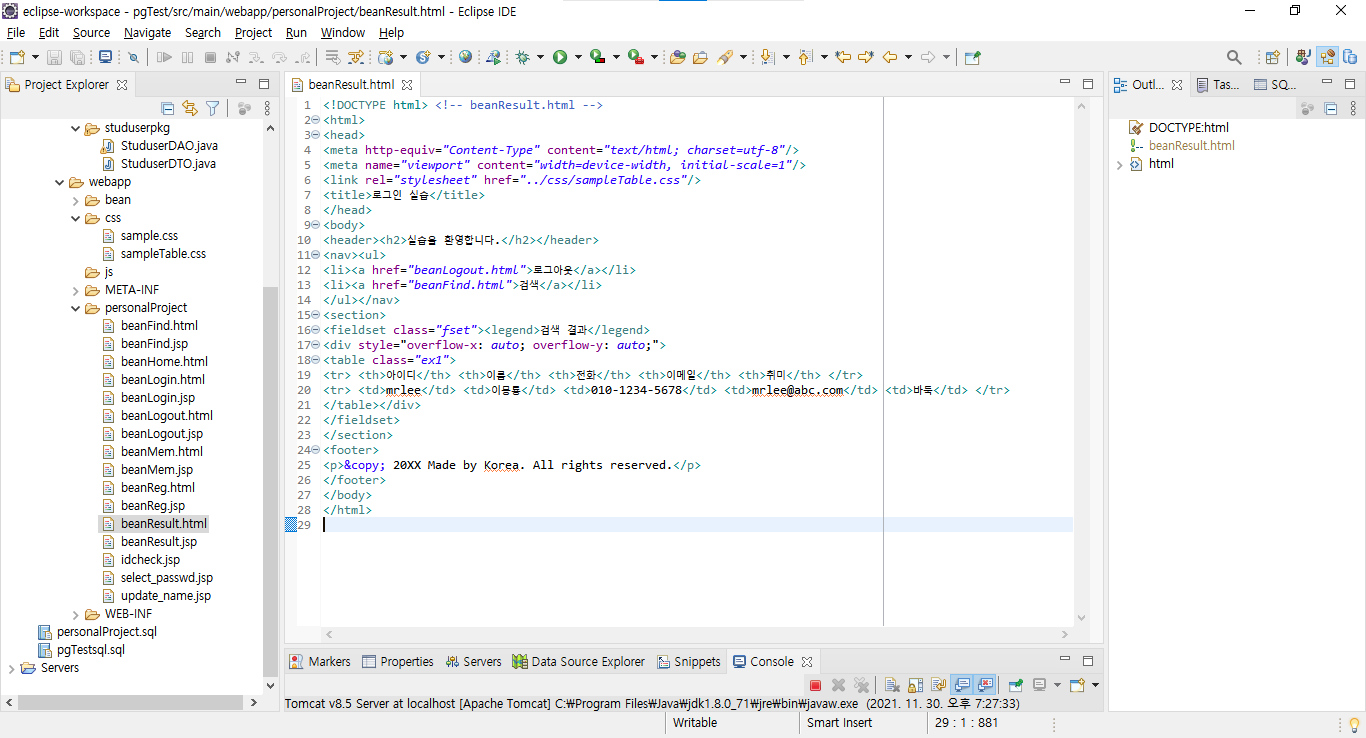 eclipse-workspace - pgTest/src/main/webapp/personalProject/beanResult.html - Eclipse IDE
File Edit Source Navigate Search Project Run Window Help
Project Explorer
studuserpkg
StuduserDAO.java
StuduserDTO.java
webapp
bean
css
sample.css
sampleTable.css
js
META-INF
personalProject
beanFind.html
beanFind.jsp
beanHome.html
beanLogin.html
beanLogin.jsp
beanLogout.html
beanLogout.jsp
beanMem.html
beanMem.jsp
beanReg.html
beanReg.jsp
beanResult.html
beanResult.jsp
idcheck.jsp
select_passwd.jsp
update_name.jsp
WEB-INF
personalProject.sql
pgTestsql.sql
Servers
beanResult.html
1 <!DOCTYPE html> <!-- beanResult.html -->
2 <html>
3 <head>
4 <meta http-equiv="Content-Type" content="text/html; charset=utf-8"/>
5 <meta name="viewport" content="width=device-width, initial-scale=1"/>
6 <link rel="stylesheet" href="../css/sampleTable.css"/>
7 <title>로그인 실습</title>
8 </head>
9 <body>
10 <header><h2>실습을 환영합니다.</h2></header>
11 <nav><ul>
12 <li><a href="beanLogout.html">로그아웃</a></li>
13 <li><a href="beanFind.html">검색</a></li>
14 </ul></nav>
15 <section>
16 <fieldset class="fset"><legend>검색 결과</legend>
17 <div style="overflow-x: auto; overflow-y: auto;">
18 <table class="ex1">
19 <tr> <th>아이디</th> <th>이름</th> <th>전화</th> <th>이메일</th> <th>취미</th> </tr>
20 <tr> <td>mrlee</td> <td>이몽룡</td> <td>010-1234-5678</td> <td>mrlee@abc.com</td> <td>바둑</td> </tr>
21 </table></div>
22 </fieldset>
23 </section>
24 <footer>
25 <p>&copy; 20XX Made by Korea. All rights reserved.</p>
26 </footer>
27 </body>
28 </html>
29
Outl... Tas... SQ...
DOCTYPE:html
beanResult.html
html
Markers Properties Servers Data Source Explorer Snippets Console
Tomcat v8.5 Server at localhost [Apache Tomcat] C:₩Program Files₩Java₩jdk1.8.0_71₩jre₩bin₩javaw.exe (2021. 11. 30. 오후 7:27:33)
Writable Smart Insert 29 : 1 : 881